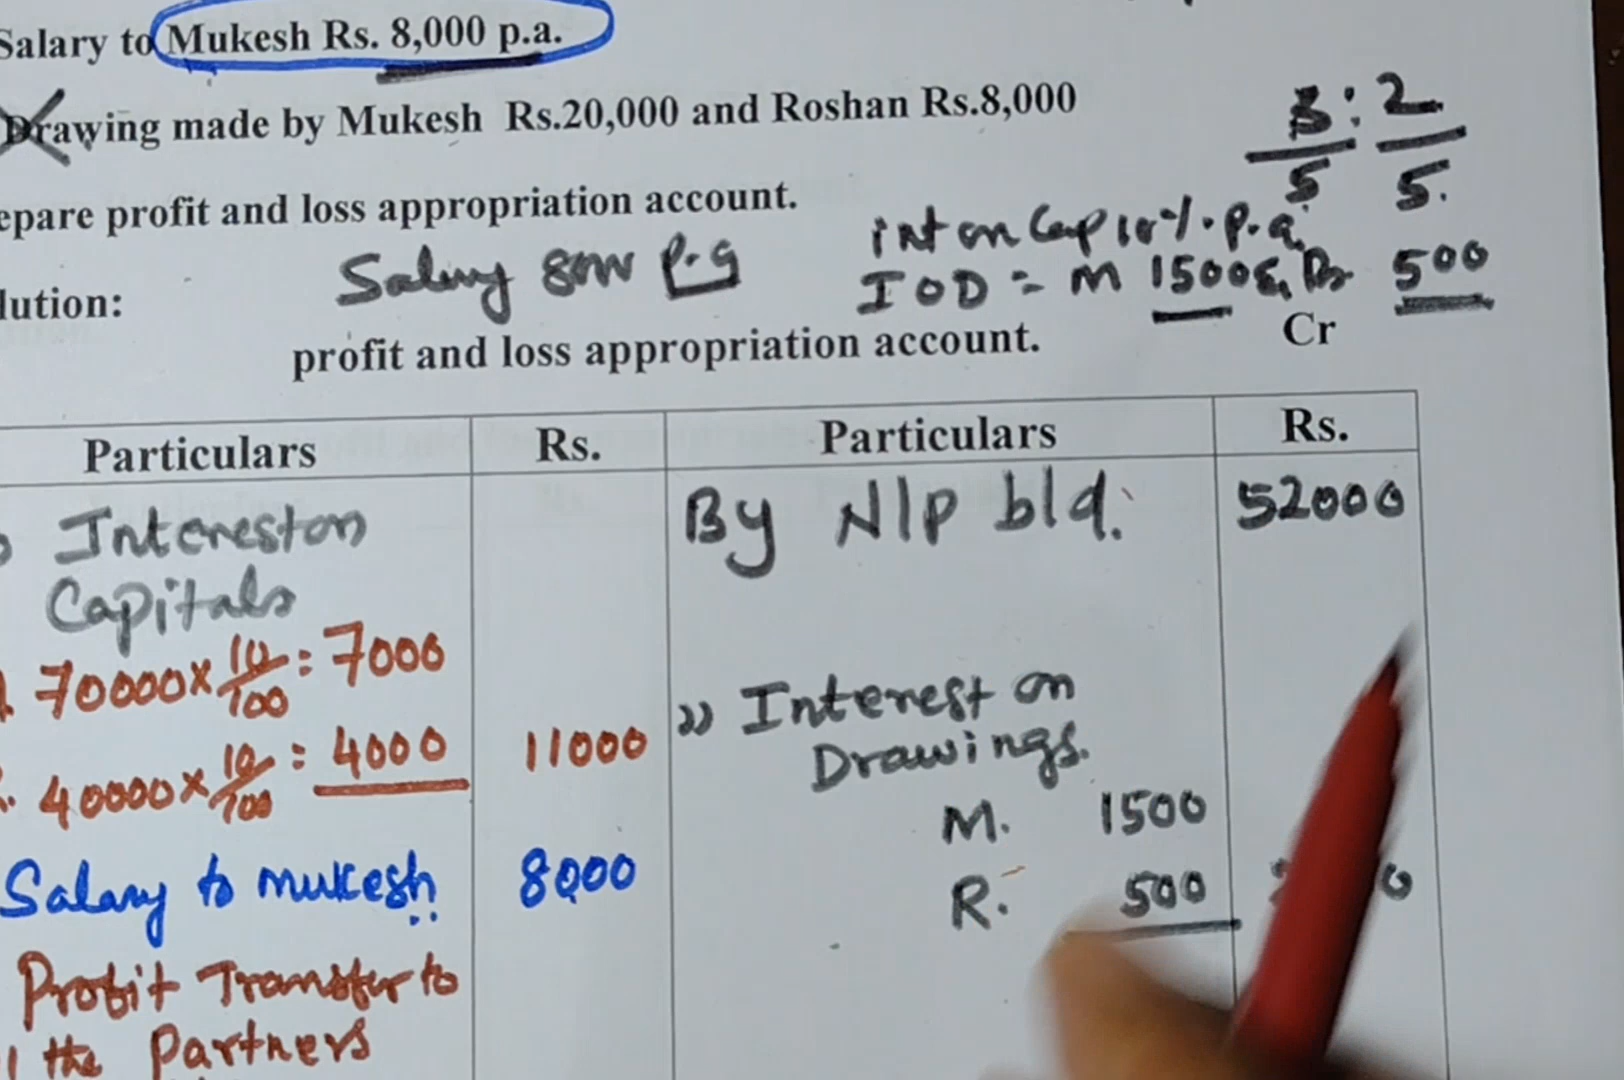 Salary to Mukesh Rs. 8,000 p.a.
Drawing made by Mukesh Rs.20,000 and Roshan Rs.8,000
3 : 2
5 5.
epare profit and loss appropriation account.
int on Cap 10%. p.a.
Salary p.a
IOD = M 1500 & 500
lution:
profit and loss appropriation account.
Cr
Particulars Rs. Particulars Rs.
Interest on By N/p b/d. 52000
Capitals
70000 × 10/100 : 7000
,, Interest on
40000 × 10/100 : 4000 11000
Drawings.
M. 1500
Salary to mukesh 8000
R. 500
Profit Transfer to
the Partners